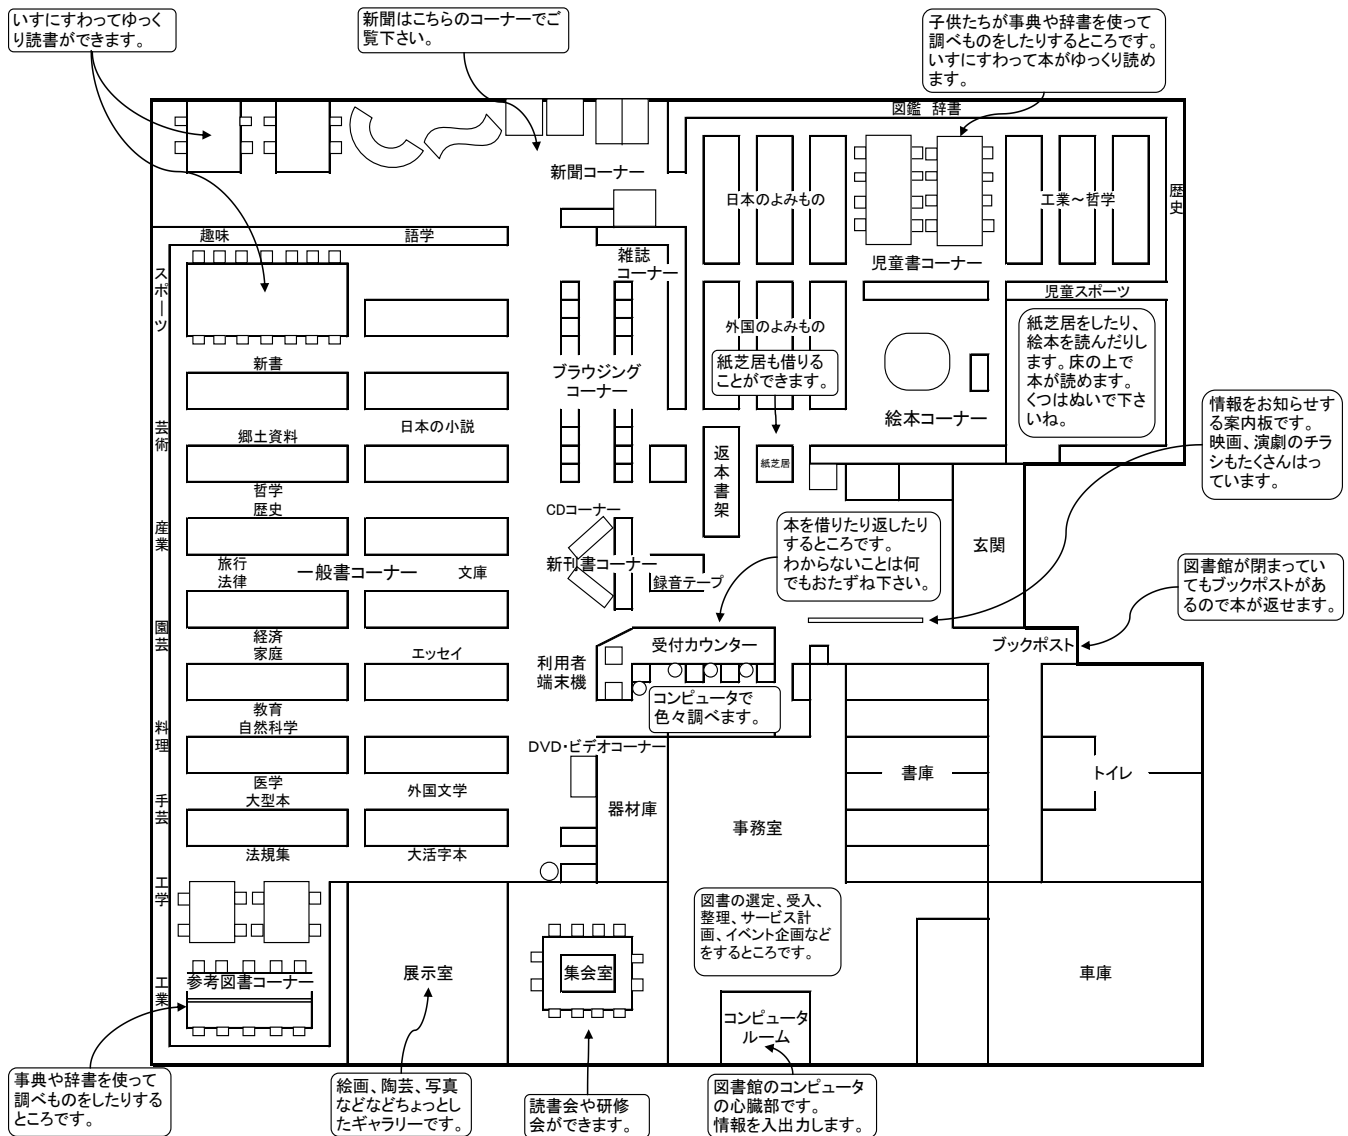 いすにすわってゆっく
り読書ができます。
新聞はこちらのコーナーでご
覧下さい。
子供たちが事典や辞書を使って
調べものをしたりするところです。
いすにすわって本がゆっくり読め
ます。
図鑑 辞書
新聞コーナー
日本のよみもの
工業～哲学
歴史
趣味
語学
雑誌
コーナー
児童書コーナー
スポーツ
児童スポーツ
外国のよみもの
紙芝居をしたり、
絵本を読んだりし
ます。床の上で
本が読めます。
くつはぬいで下さ
いね。
新書
ブラウジング
コーナー
紙芝居も借りる
ことができます。
絵本コーナー
情報をお知らせす
る案内板です。
映画、演劇のチラ
シもたくさんはっ
ています。
芸術
郷土資料
日本の小説
返本書架
紙芝居
哲学
歴史
CDコーナー
産業
本を借りたり返したり
するところです。
わからないことは何
でもおたずね下さい。
玄関
旅行
法律
一般書コーナー
文庫
新刊書コーナー
録音テープ
図書館が閉まってい
てもブックポストがあ
るので本が返せます。
園芸
経済
家庭
エッセイ
利用者
端末機
受付カウンター
ブックポスト
コンピュータで
色々調べます。
教育
自然科学
料理
DVD・ビデオコーナー
書庫
トイレ
医学
大型本
外国文学
手芸
器材庫
事務室
法規集
大活字本
工学
図書の選定、受入、
整理、サービス計
画、イベント企画など
をするところです。
工業
参考図書コーナー
展示室
集会室
車庫
コンピュータ
ルーム
事典や辞書を使って
調べものをしたりする
ところです。
絵画、陶芸、写真
などなどちょっとし
たギャラリーです。
読書会や研修
会ができます。
図書館のコンピュータ
の心臓部です。
情報を入出力します。